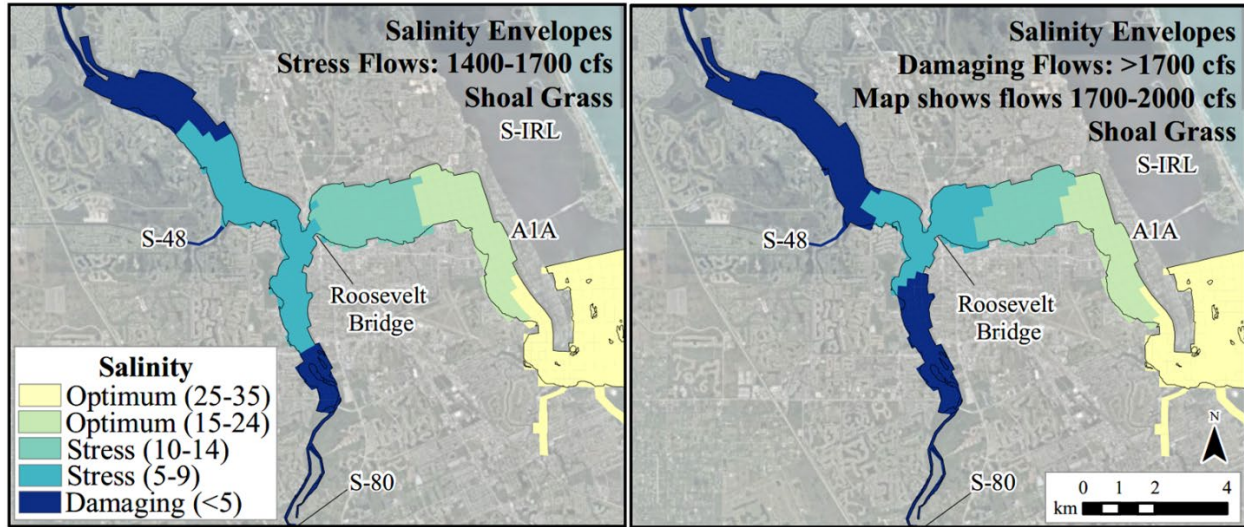 Salinity Envelopes
Stress Flows: 1400-1700 cfs
Shoal Grass
S-IRL
A1A
S-48
Roosevelt
Bridge
S-80
Salinity
Optimum (25-35)
Optimum (15-24)
Stress (10-14)
Stress (5-9)
Damaging (<5)
Salinity Envelopes
Damaging Flows: >1700 cfs
Map shows flows 1700-2000 cfs
Shoal Grass
S-IRL
A1A
S-48
Roosevelt
Bridge
S-80
N
0 1 2 4
km